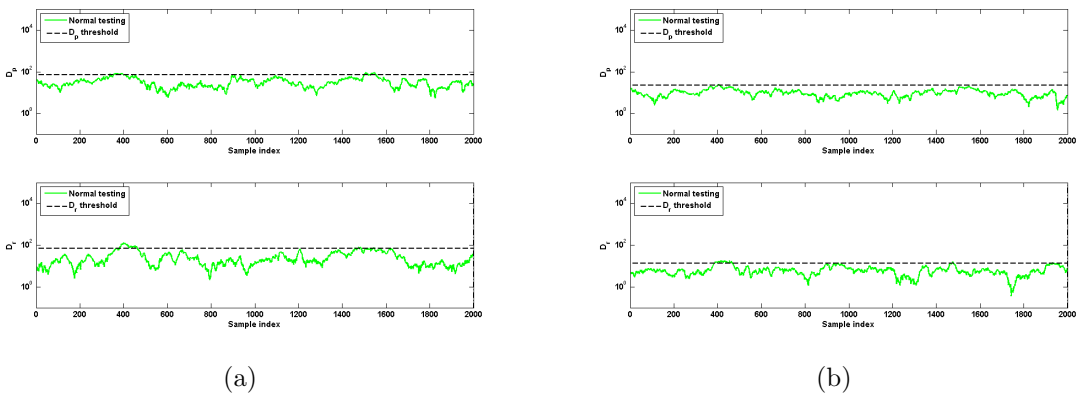 Normal testing
D_p threshold
D_p
10^4
10^2
10^0
0 200 400 600 800 1000 1200 1400 1600 1800 2000
Sample index
Normal testing
D_r threshold
D_r
10^4
10^2
10^0
0 200 400 600 800 1000 1200 1400 1600 1800 2000
Sample index
(a)
Normal testing
D_p threshold
D_p
10^4
10^2
10^0
0 200 400 600 800 1000 1200 1400 1600 1800 2000
Sample index
Normal testing
D_r threshold
D_r
10^4
10^2
10^0
0 200 400 600 800 1000 1200 1400 1600 1800 2000
Sample index
(b)